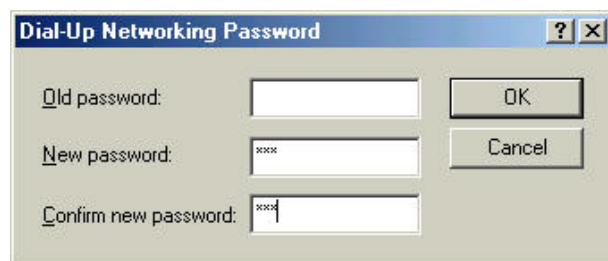 Dial-Up Networking Password
Old password:
OK
New password: ***
Cancel
Confirm new password: ***